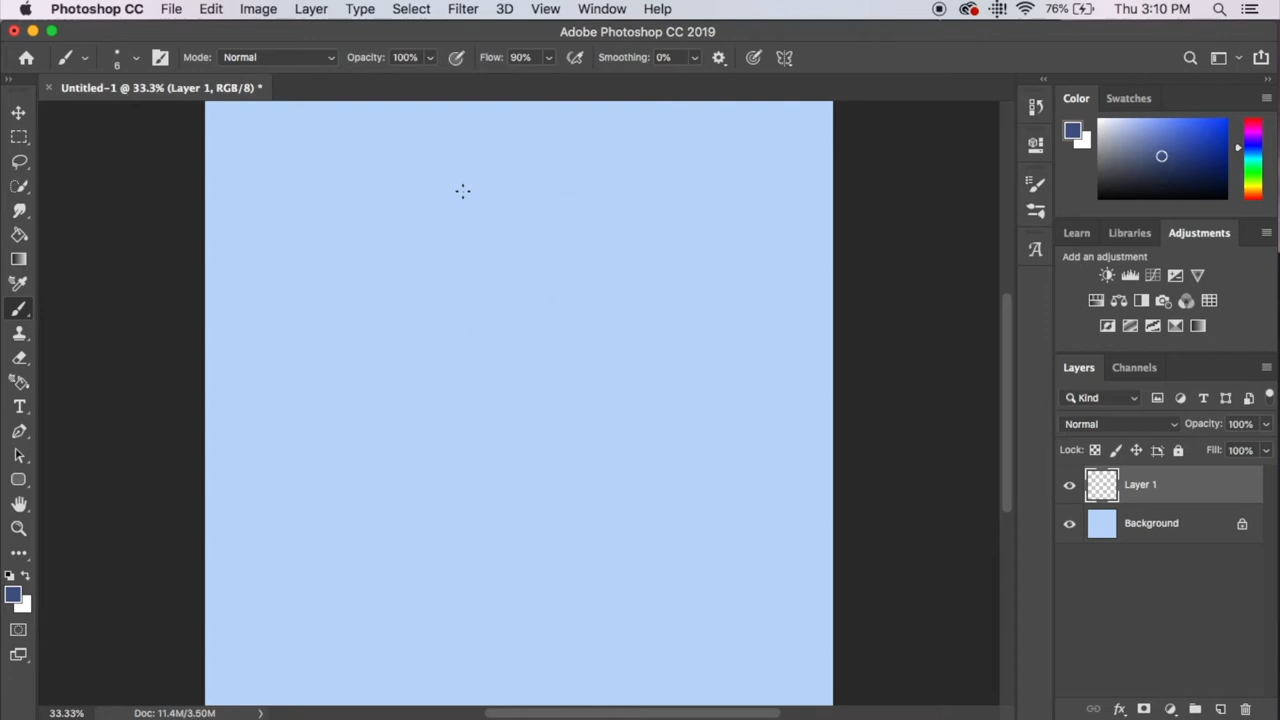 Photoshop CC File Edit Image Layer Type Select Filter 3D View Window Help 76% Thu 3:10 PM
Adobe Photoshop CC 2019
6 Mode: Normal Opacity: 100% Flow: 90% Smoothing: 0%
× Untitled-1 @ 33.3% (Layer 1, RGB/8) *
Color Swatches
Learn Libraries Adjustments
Add an adjustment
Layers Channels
Kind
Normal Opacity: 100%
Lock: Fill: 100%
Layer 1
Background
33.33% Doc: 11.4M/3.50M